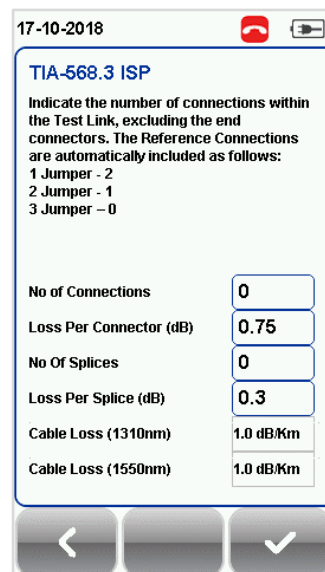 17-10-2018
TIA-568.3 ISP
Indicate the number of connections within
the Test Link, excluding the end
connectors. The Reference Connections
are automatically included as follows:
1 Jumper - 2
2 Jumper - 1
3 Jumper – 0
No of Connections 0
Loss Per Connector (dB) 0.75
No Of Splices 0
Loss Per Splice (dB) 0.3
Cable Loss (1310nm) 1.0 dB/Km
Cable Loss (1550nm) 1.0 dB/Km